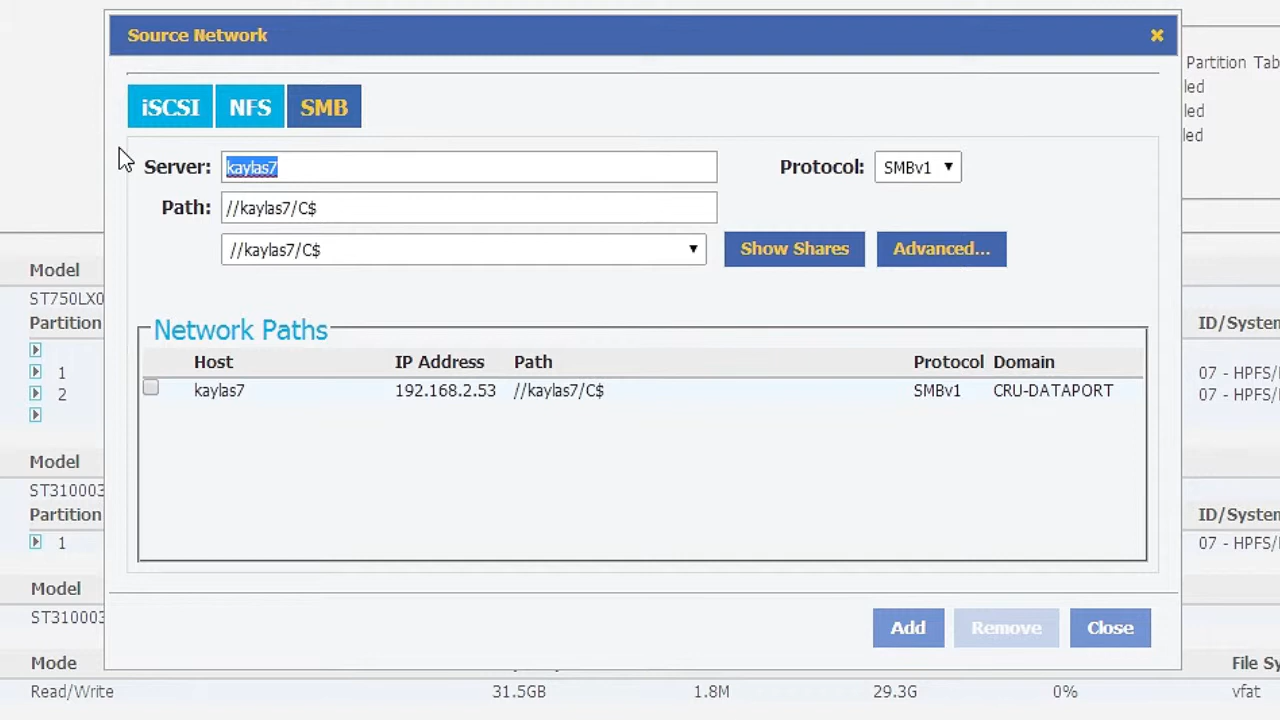 Source Network
Partition Tab
led
led
led
iSCSI NFS SMB
Server: kaylas7 Protocol: SMBv1
Path: //kaylas7/C$
//kaylas7/C$ Show Shares Advanced...
Model
ST750LX0
Partition ID/System
Network Paths
Host IP Address Path Protocol Domain
1 07 - HPFS/
kaylas7 192.168.2.53 //kaylas7/C$ SMBv1 CRU-DATAPORT
2 07 - HPFS/
Model
ST310003
Partition ID/System
1 07 - HPFS/
Model
ST310003
Add Remove Close
Mode File Sy
Read/Write 31.5GB 1.8M 29.3G 0% vfat